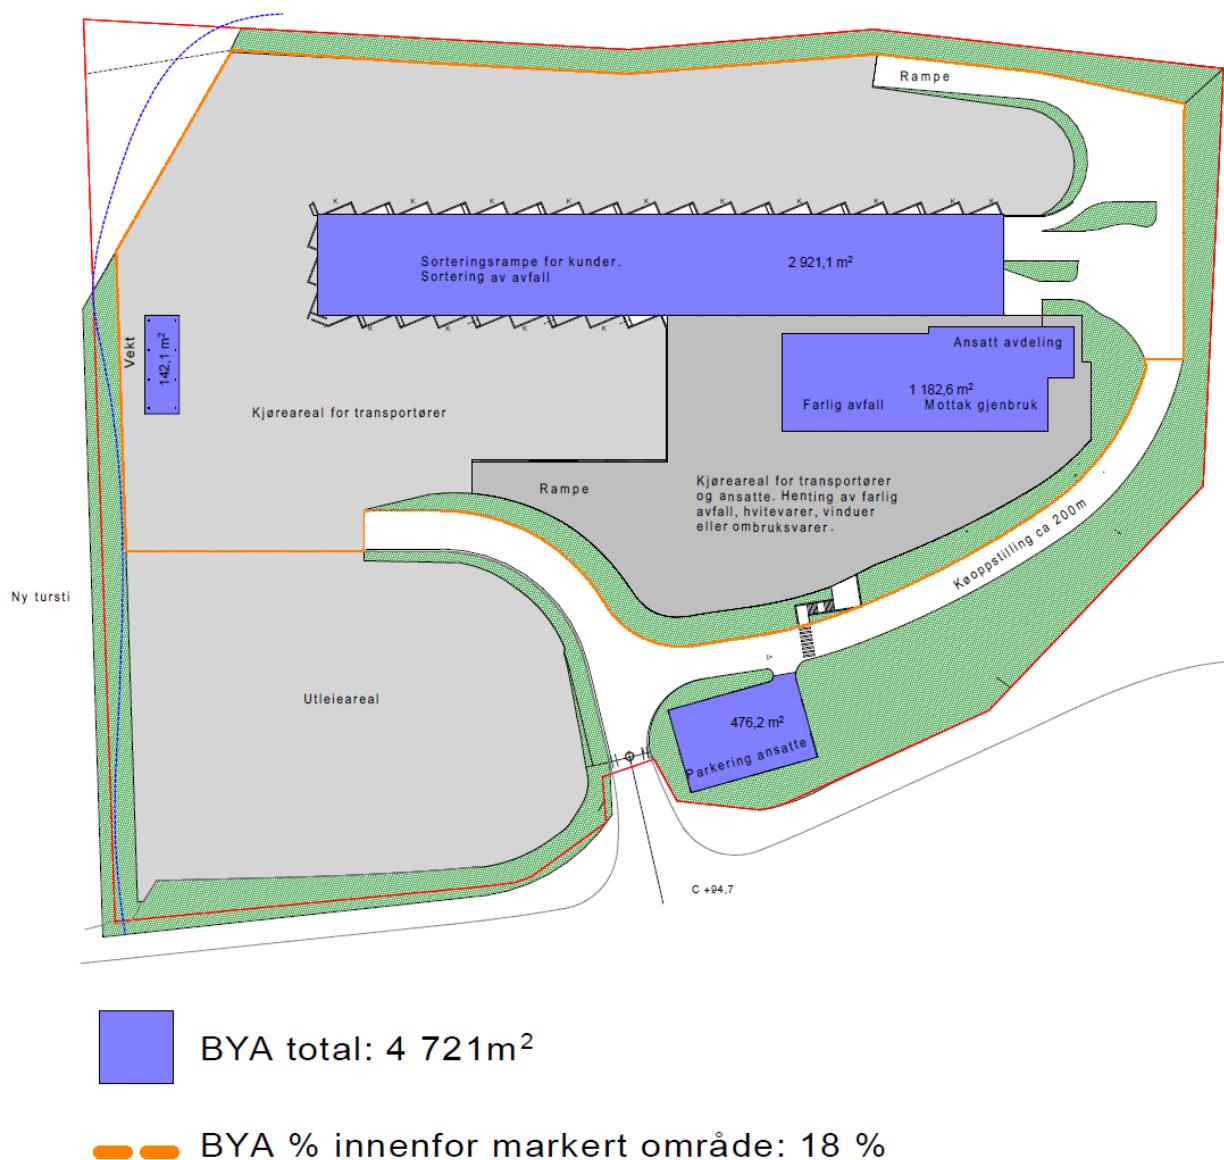 Rampe
K K K K K K K K K
Sorteringsrampe for kunder.
Sortering av avfall
2 921,1 m²
K K K K K
Vekt
142,1 m²
Ansatt avdeling
1 182,6 m²
Farlig avfall
Mottak gjenbruk
Kjøreareal for transportører
Rampe
Kjøreareal for transportører
og ansatte. Henting av farlig
avfall, hvitevarer, vinduer
eller ombruksvarer.
Køoppstilling ca 200m
Ny tursti
Utleieareal
476,2 m²
Parkering ansatte
C +94,7
BYA total: 4 721m²
BYA % innenfor markert område: 18 %